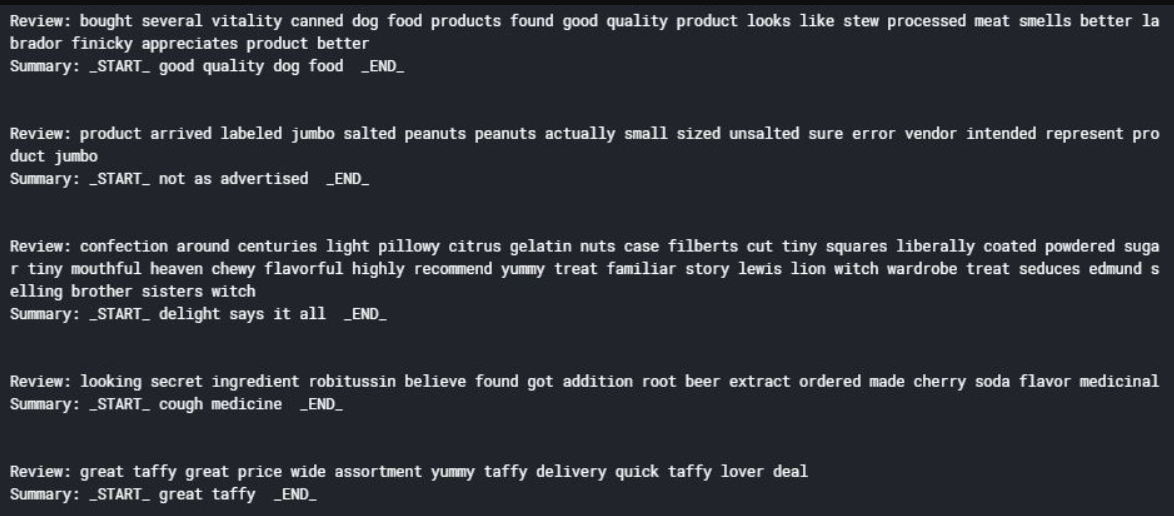 Review: bought several vitality canned dog food products found good quality product looks like stew processed meat smells better la
brador finicky appreciates product better
Summary: _START_ good quality dog food  _END_
Review: product arrived labeled jumbo salted peanuts peanuts actually small sized unsalted sure error vendor intended represent pro
duct jumbo
Summary: _START_ not as advertised  _END_
Review: confection around centuries light pillowy citrus gelatin nuts case filberts cut tiny squares liberally coated powdered suga
r tiny mouthful heaven chewy flavorful highly recommend yummy treat familiar story lewis lion witch wardrobe treat seduces edmund s
elling brother sisters witch
Summary: _START_ delight says it all  _END_
Review: looking secret ingredient robitussin believe found got addition root beer extract ordered made cherry soda flavor medicinal
Summary: _START_ cough medicine  _END_
Review: great taffy great price wide assortment yummy taffy delivery quick taffy lover deal
Summary: _START_ great taffy  _END_